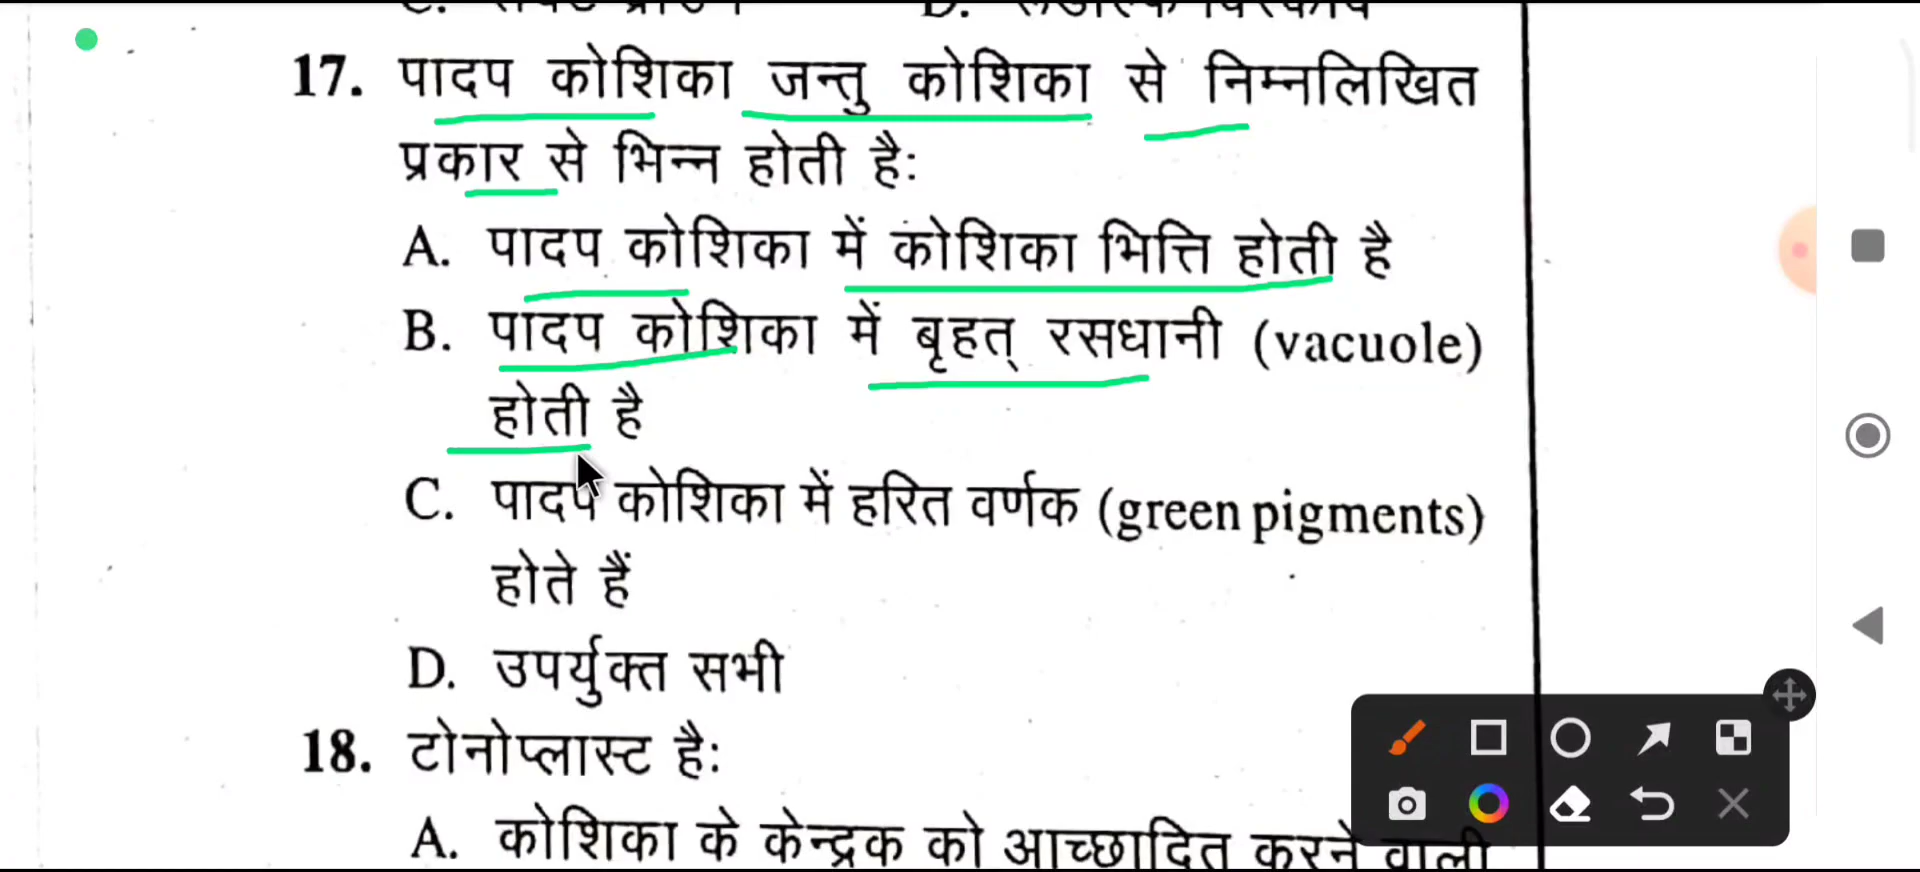 17. पादप कोशिका जन्तु कोशिका से निम्नलिखित
प्रकार से भिन्न होती है:
A. पादप कोशिका में कोशिका भित्ति होती है
B. पादप कोशिका में बृहत् रसधानी (vacuole)
होती है
C. पादप कोशिका में हरित वर्णक (green pigments)
होते हैं
D. उपर्युक्त सभी
18. टोनोप्लास्ट है:
A. कोशिका के केन्द्रक को आच्छादित करने वाली